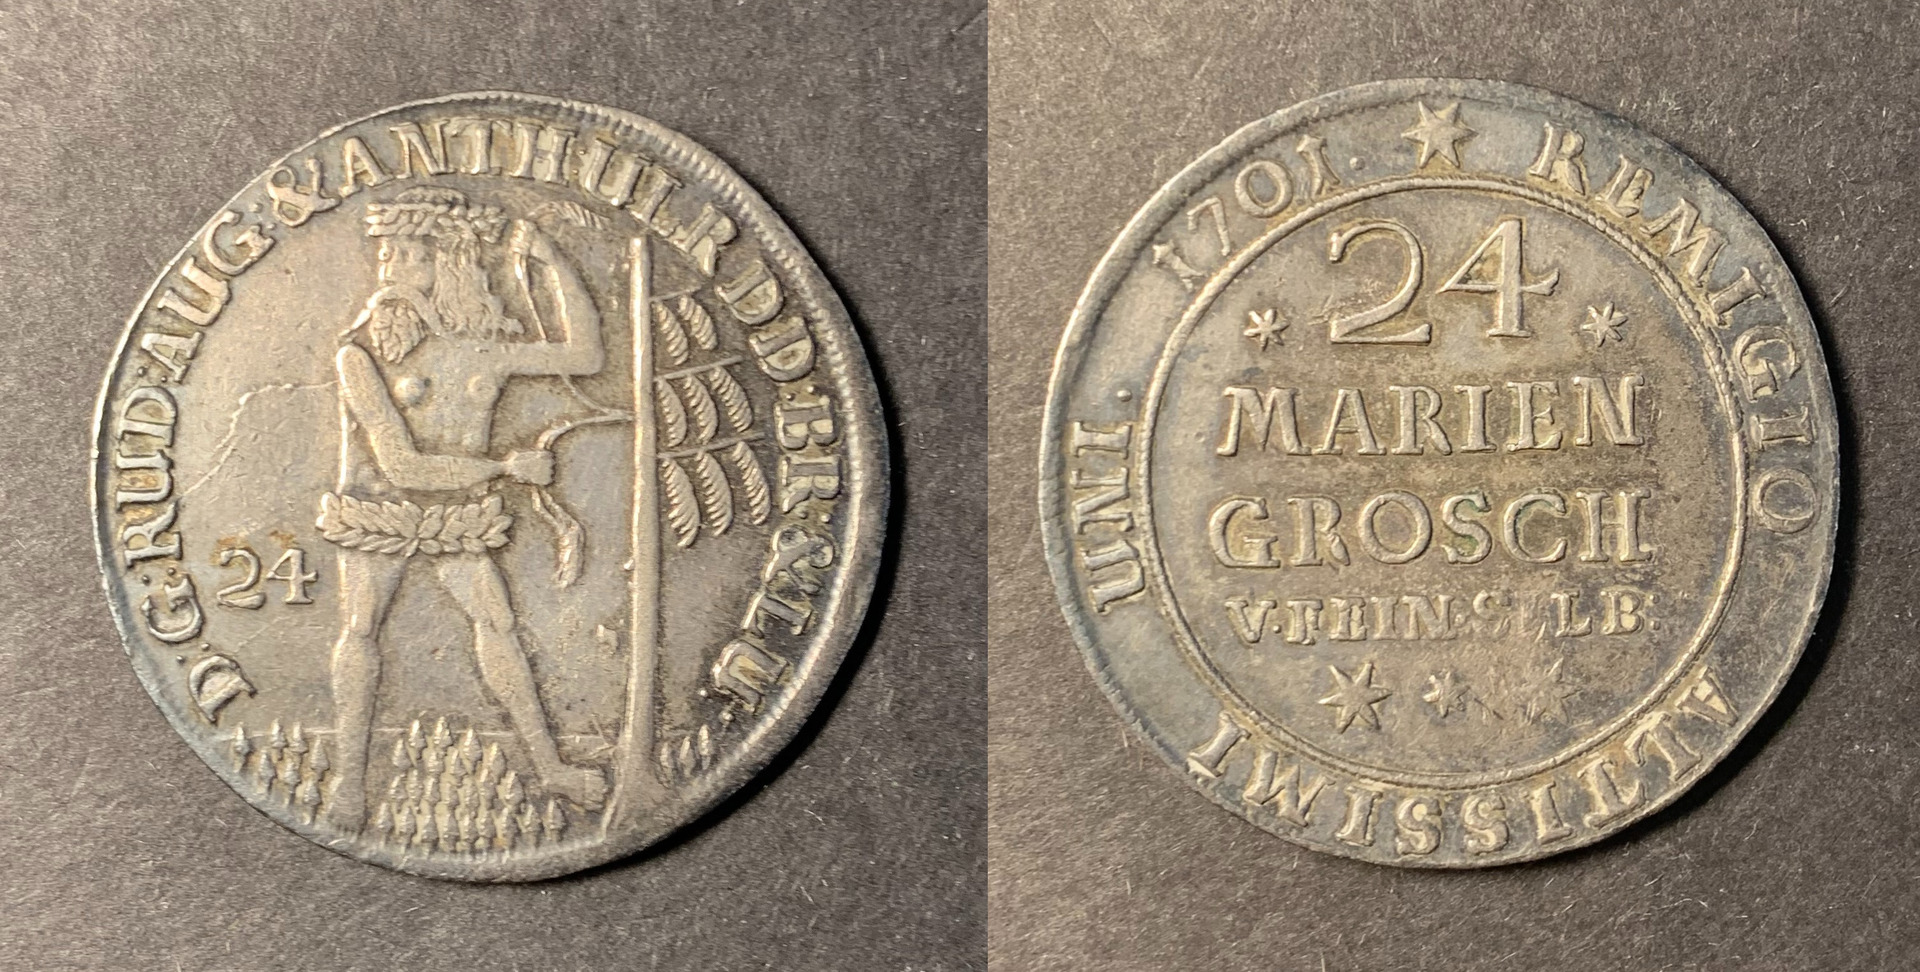 D:G:RUD:AUG:&ANTH:ULR DD:BR:&LU:
24
REMIGIO ALTISSIMI UNI. 1701.
24
MARIEN
GROSCH
V·FEIN·SILB: